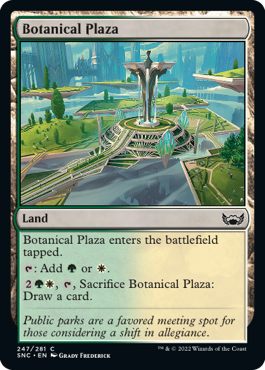 Botanical Plaza
Land
Botanical Plaza enters the battlefield
tapped.
: Add or .
2, Sacrifice Botanical Plaza:
Draw a card.
Public parks are a favored meeting spot for
those considering a shift in allegiance.
247/281 C
SNC • EN GRADY FREDERICK
™ & © 2022 Wizards of the Coast